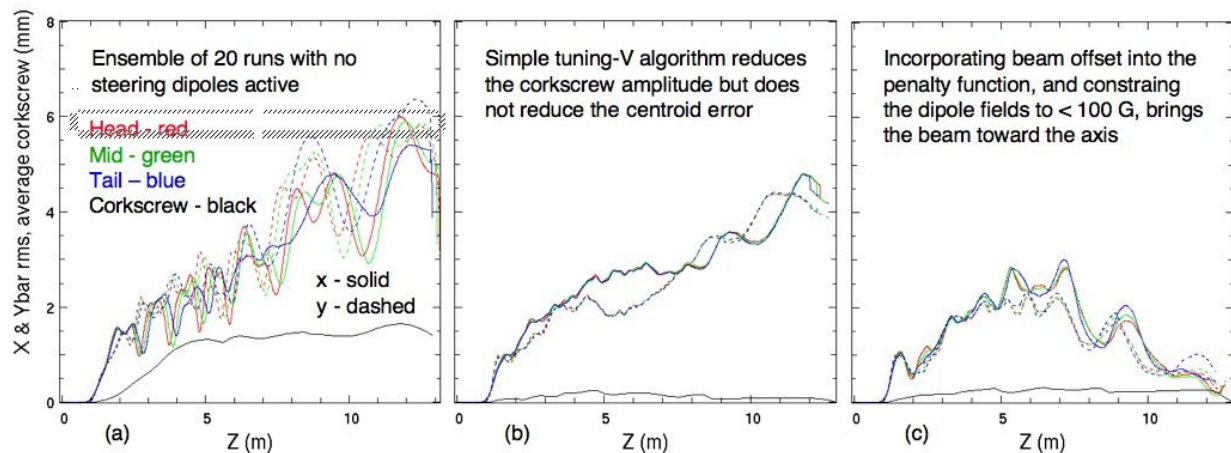 X & Ybar rms, average corkscrew (mm)
8
6
4
2
0
Ensemble of 20 runs with no
steering dipoles active
Head - red
Mid - green
Tail – blue
Corkscrew - black
x - solid
y - dashed
0 5 10
(a) Z (m)
Simple tuning-V algorithm reduces
the corkscrew amplitude but does
not reduce the centroid error
0 5 10
(b) Z (m)
Incorporating beam offset into the
penalty function, and constraing
the dipole fields to < 100 G, brings
the beam toward the axis
0 5 10
(c) Z (m)